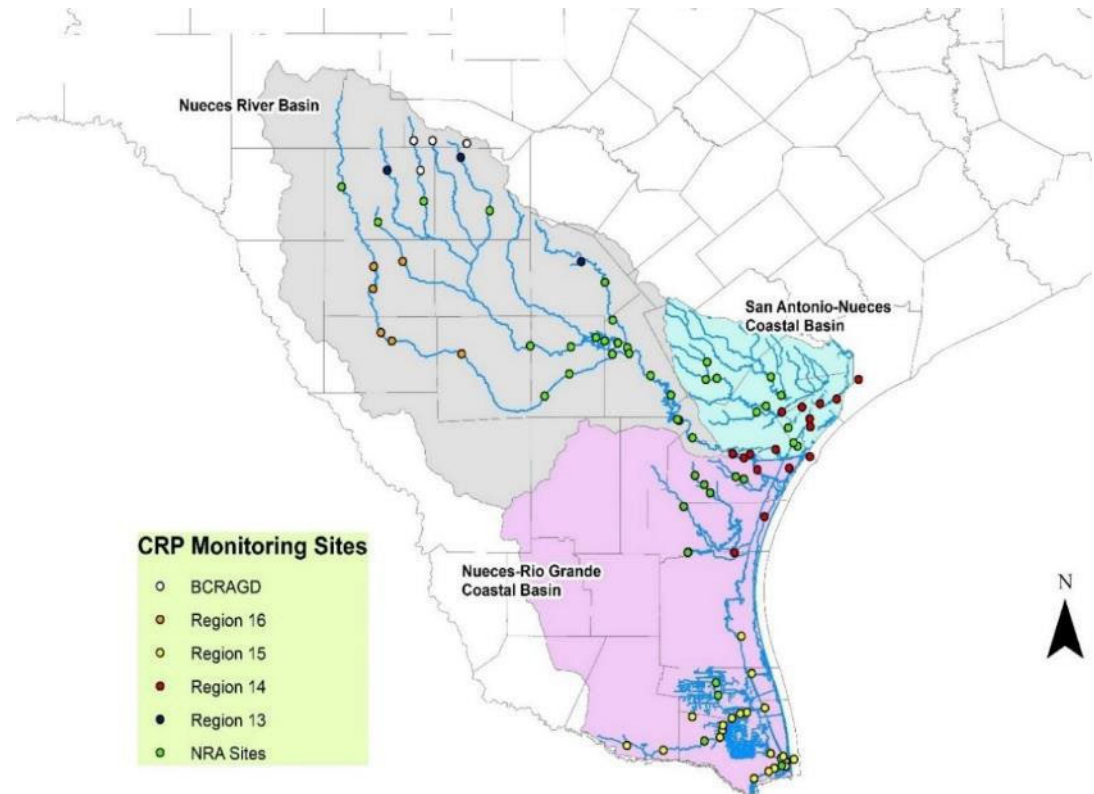 Nueces River Basin
San Antonio-Nueces
Coastal Basin
CRP Monitoring Sites
BCRAGD
Region 16
Region 15
Region 14
Region 13
NRA Sites
Nueces-Rio Grande
Coastal Basin
N